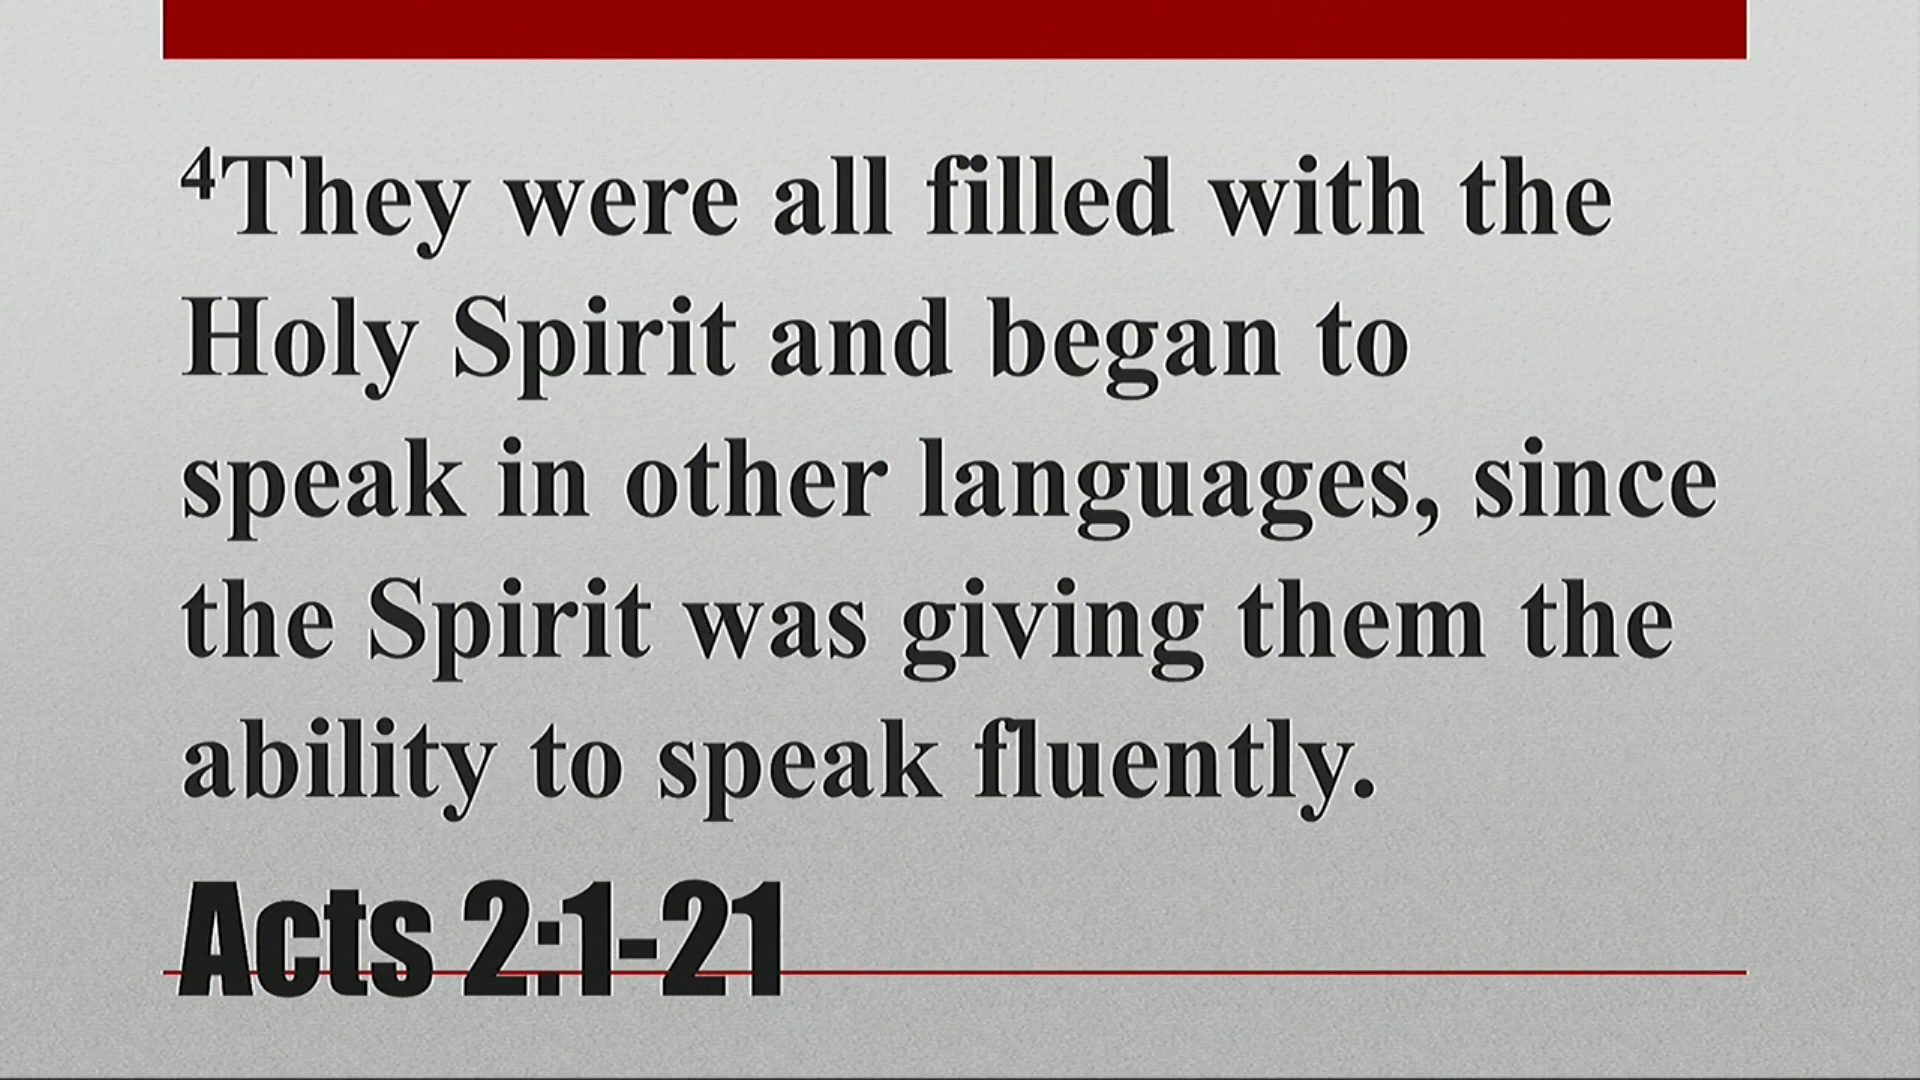 ⁴They were all filled with the
Holy Spirit and began to
speak in other languages, since
the Spirit was giving them the
ability to speak fluently.
Acts 2:1-21